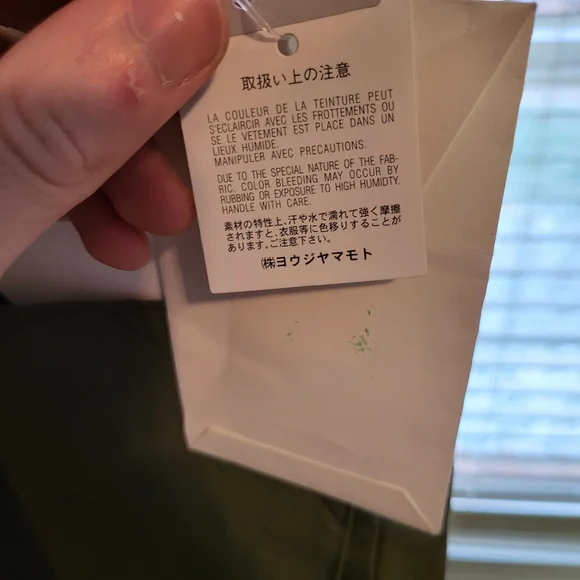 取扱い上の注意
LA COULEUR DE LA TEINTURE PEUT
S'ECLAIRCIR AVEC LES FROTTEMENTS OU
SE LE VETEMENT EST PLACE DANS UN
LIEUX HUMIDE.
MANIPULER AVEC PRECAUTIONS.
DUE TO THE SPECIAL NATURE OF THE FAB-
RIC, COLOR BLEEDING MAY OCCUR BY
RUBBING OR EXPOSURE TO HIGH HUMIDTY.
HANDLE WITH CARE.
素材の特性上、汗や水で濡れて強く摩擦
されますと、衣服等に色移りすることが
あります。ご注意下さい。
㈱ヨウジヤマモト